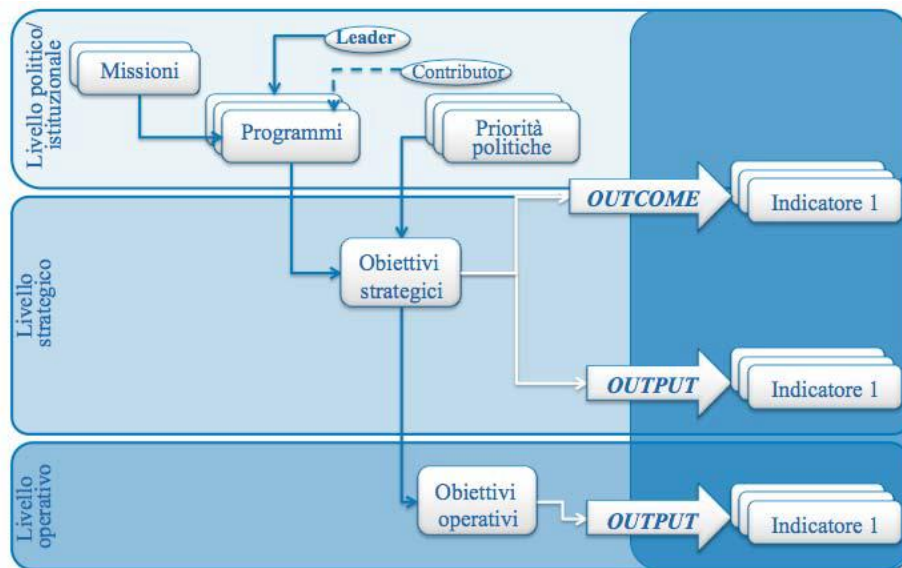 Livello politico/
istituzionale
Missioni
Leader
Contributor
Programmi
Priorità
politiche
OUTCOME
Indicatore 1
Livello
strategico
Obiettivi
strategici
OUTPUT
Indicatore 1
Livello
operativo
Obiettivi
operativi
OUTPUT
Indicatore 1